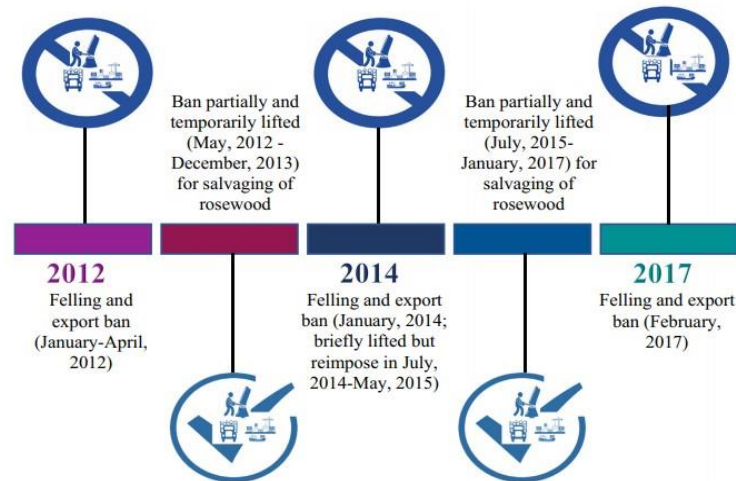 2012
Felling and
export ban
(January-April,
2012)
Ban partially and
temporarily lifted
(May, 2012 -
December, 2013)
for salvaging of
rosewood
2014
Felling and export
ban (January, 2014;
briefly lifted but
reimpose in July,
2014-May, 2015)
Ban partially and
temporarily lifted
(July, 2015-
January, 2017) for
salvaging of
rosewood
2017
Felling and export
ban (February,
2017)